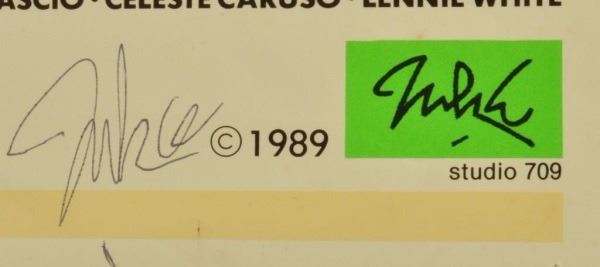 ASCIO · CELESTE CARUSO · LENNIE WHITE
© 1989
studio 709